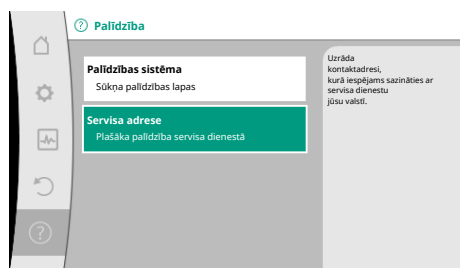 Palīdzība
Palīdzības sistēma
Sūkņa palīdzības lapas
Servisa adrese
Plašāka palīdzība servisa dienestā
Uzrāda
kontaktadresi,
kurā iespējams sazināties ar
servisa dienestu
jūsu valstī.